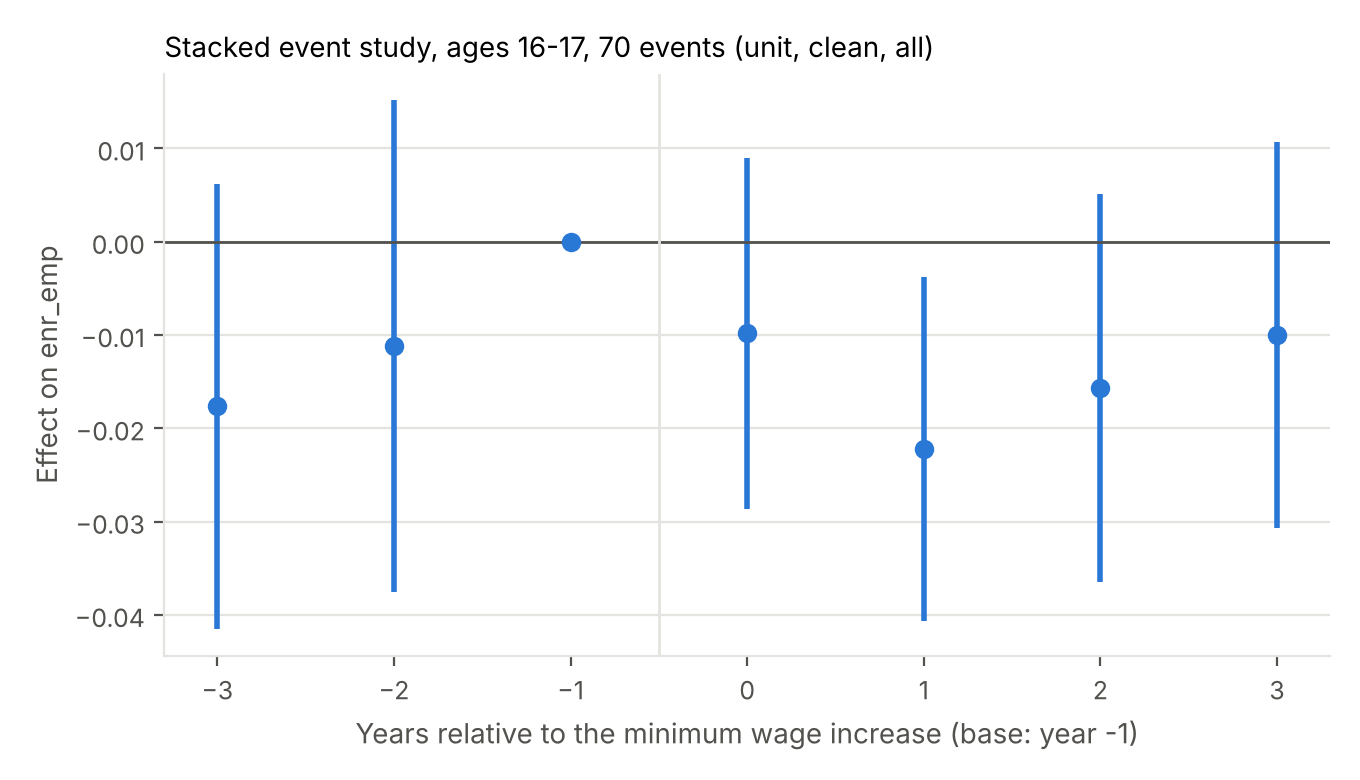 Stacked event study, ages 16-17, 70 events (unit, clean, all)
Effect on enr_emp
0.01
0.00
−0.01
−0.02
−0.03
−0.04
−3 −2 −1 0 1 2 3
Years relative to the minimum wage increase (base: year -1)